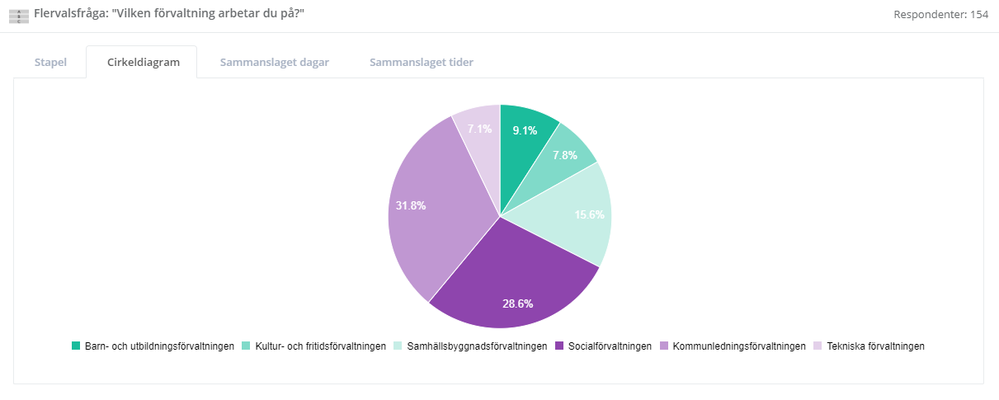 Flervalsfråga: "Vilken förvaltning arbetar du på?" Respondenter: 154
A
B
C
Stapel Cirkeldiagram Sammanslaget dagar Sammanslaget tider
7.1% 9.1%
7.8%
31.8% 15.6%
28.6%
Barn- och utbildningsförvaltningen Kultur- och fritidsförvaltningen Samhällsbyggnadsförvaltningen Socialförvaltningen Kommunledningsförvaltningen Tekniska förvaltningen